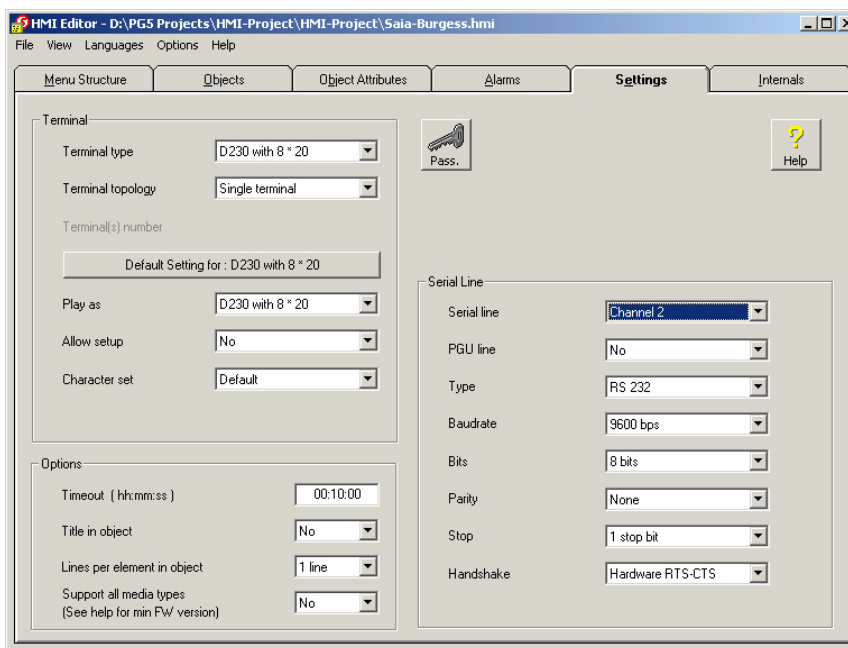 HMI Editor - D:\PG5 Projects\HMI-Project\HMI-Project\Saia-Burgess.hmi
File View Languages Options Help
Menu Structure Objects Object Attributes Alarms Settings Internals
Terminal
Terminal type D230 with 8 * 20
Terminal topology Single terminal
Terminal(s) number
Default Setting for : D230 with 8 * 20
Play as D230 with 8 * 20
Allow setup No
Character set Default
Options
Timeout ( hh:mm:ss ) 00:10:00
Title in object No
Lines per element in object 1 line
Support all media types
(See help for min FW version) No
Pass.
Help
Serial Line
Serial line Channel 2
PGU line No
Type RS 232
Baudrate 9600 bps
Bits 8 bits
Parity None
Stop 1 stop bit
Handshake Hardware RTS-CTS